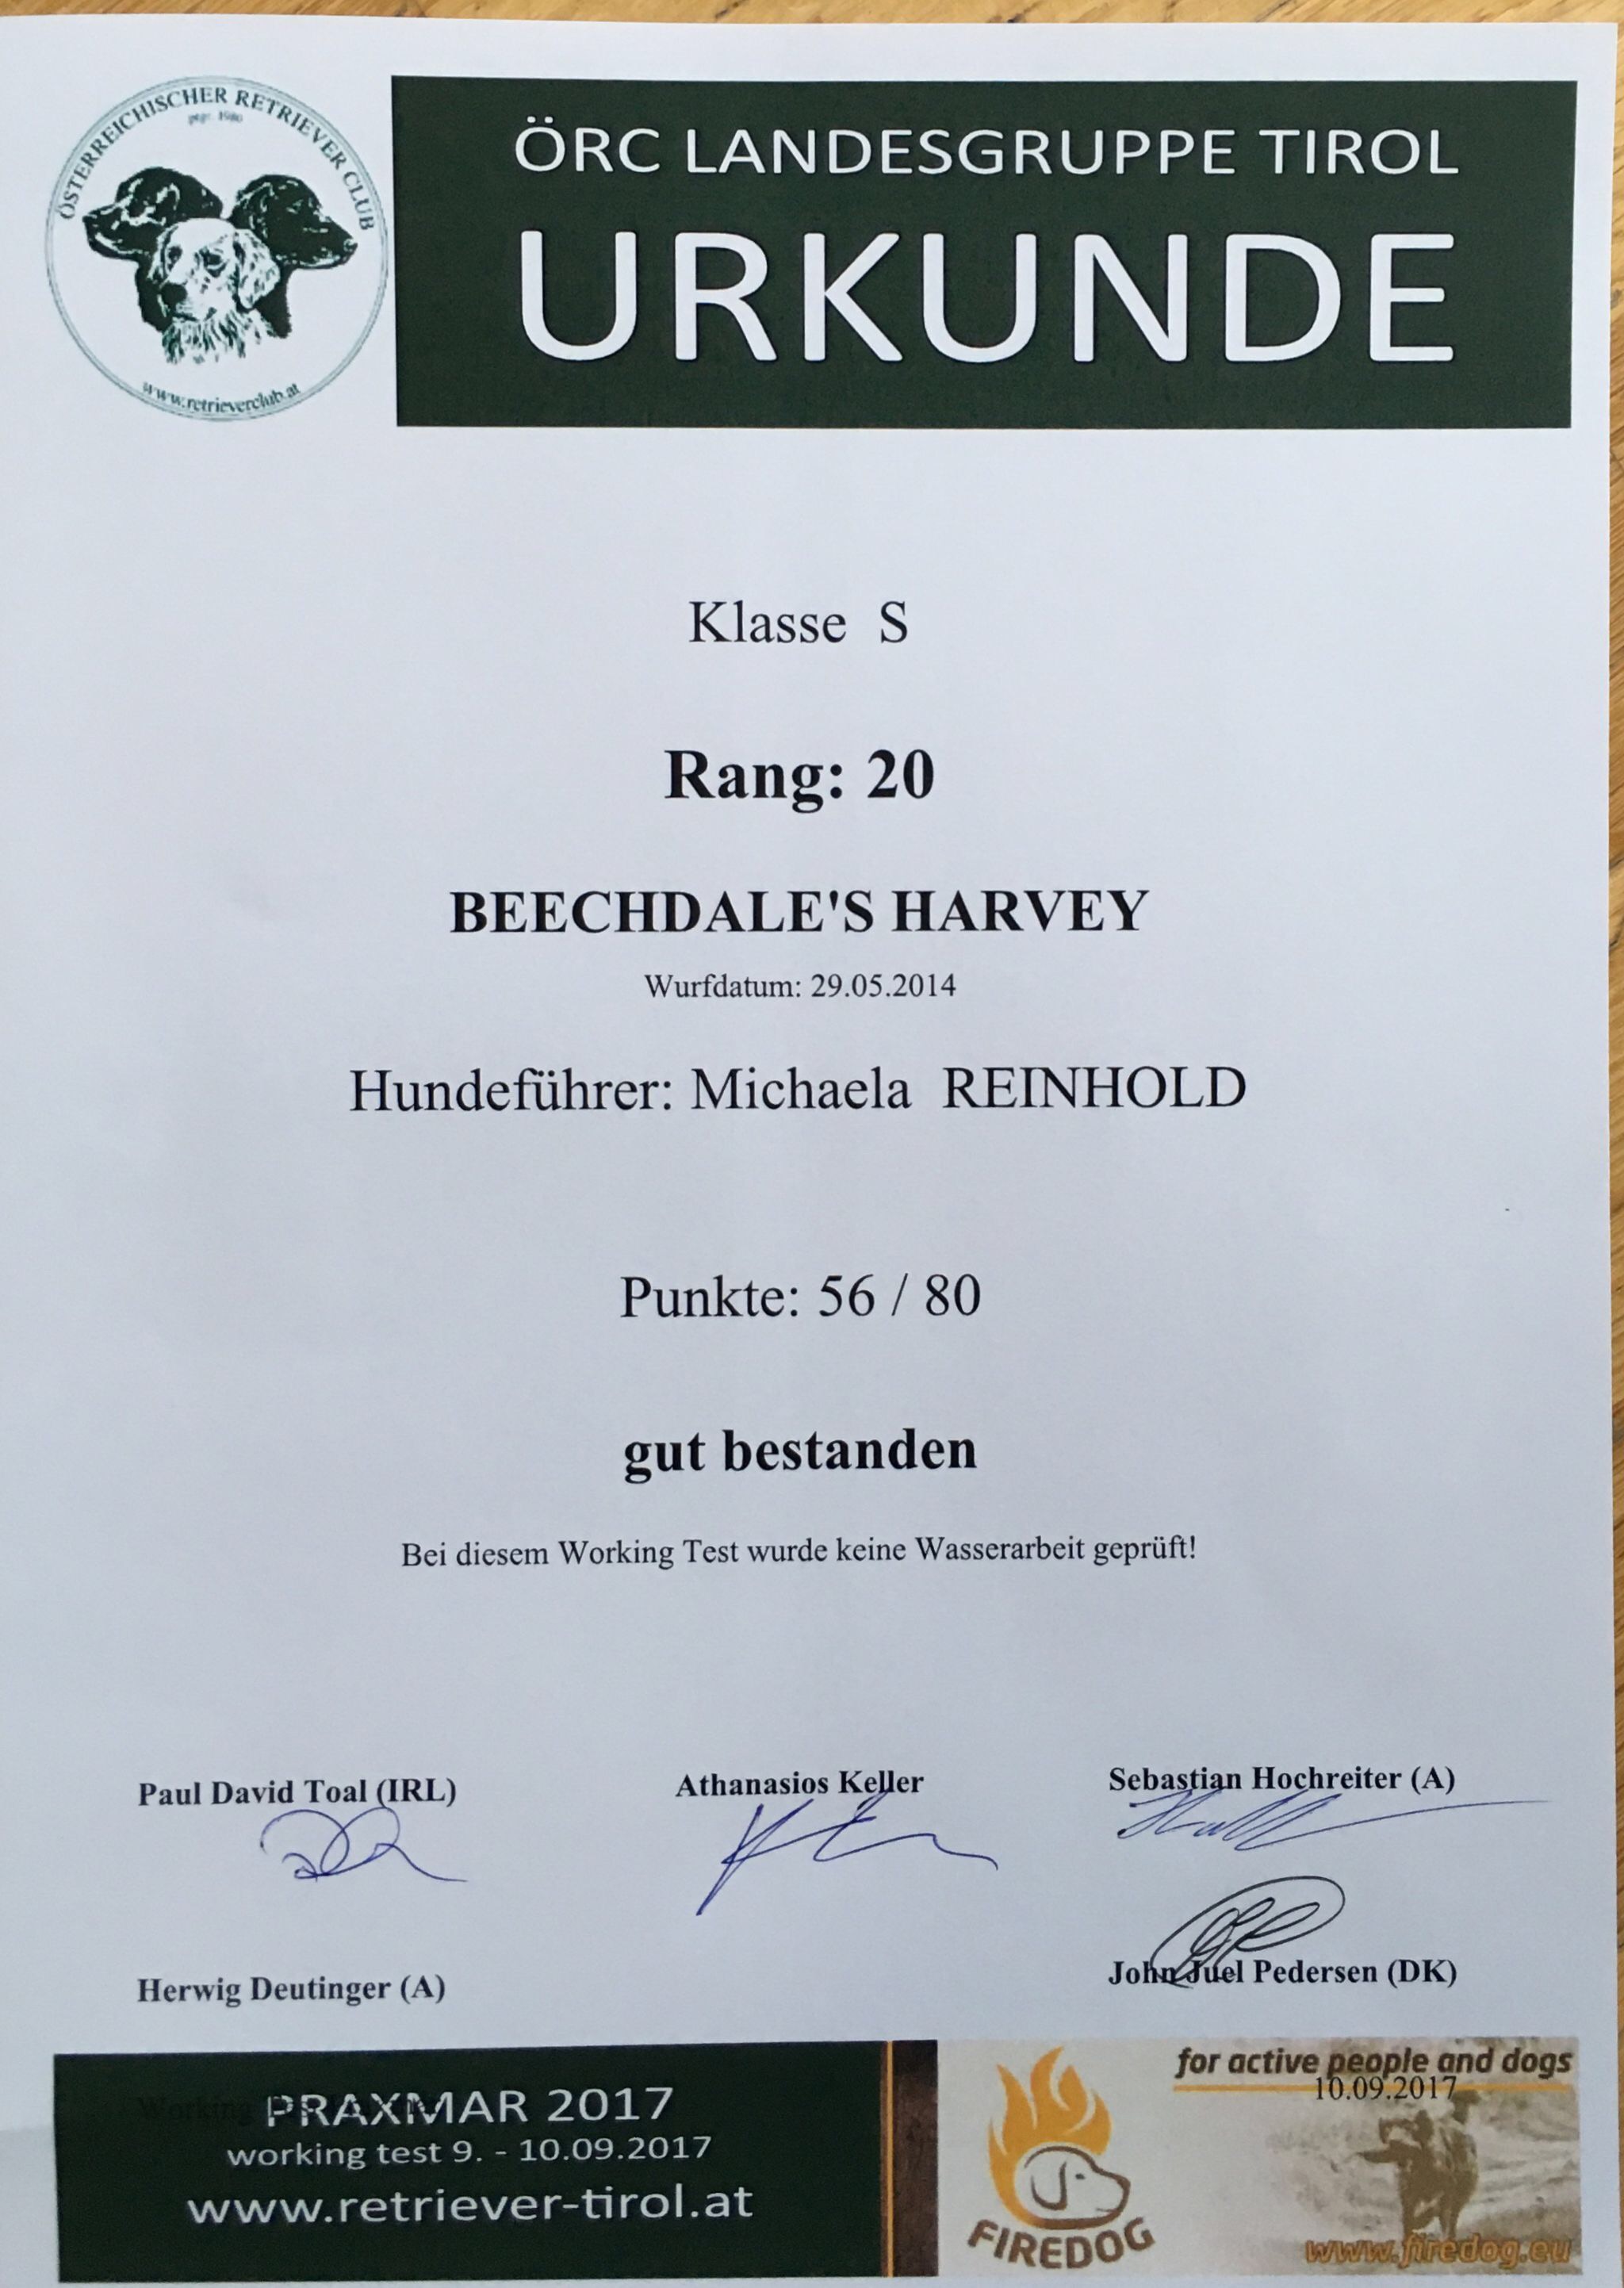 ÖSTERREICHISCHER RETRIEVER CLUB
gegr. 1980
www.retrieverclub.at
ÖRC LANDESGRUPPE TIROL
URKUNDE
Klasse S
Rang: 20
BEECHDALE'S HARVEY
Wurfdatum: 29.05.2014
Hundeführer: Michaela REINHOLD
Punkte: 56 / 80
gut bestanden
Bei diesem Working Test wurde keine Wasserarbeit geprüft!
Paul David Toal (IRL)
Athanasios Keller
Sebastian Hochreiter (A)
Herwig Deutinger (A)
John Juel Pedersen (DK)
Working
PRAXMAR 2017
working test 9. - 10.09.2017
www.retriever-tirol.at
FIREDOG
for active people and dogs
10.09.2017
www.firedog.eu